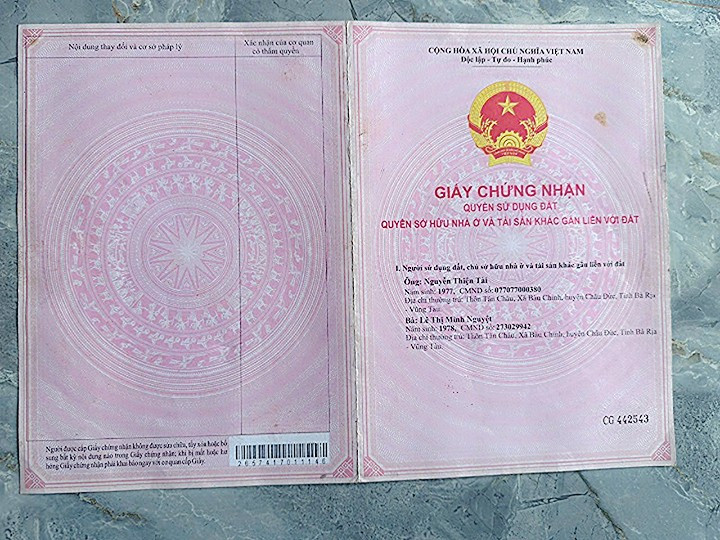 Nội dung thay đổi và cơ sở pháp lý
Xác nhận của cơ quan
có thẩm quyền
Người được cấp Giấy chứng nhận không được sửa chữa, tẩy xóa hoặc bổ
sung bất kỳ nội dung nào trong Giấy chứng nhận; khi bị mất hoặc hư
hỏng Giấy chứng nhận phải khai báo ngay với cơ quan cấp Giấy.
2657417011146
CỘNG HÒA XÃ HỘI CHỦ NGHĨA VIỆT NAM
Độc lập - Tự do - Hạnh phúc
GIẤY CHỨNG NHẬN
QUYỀN SỬ DỤNG ĐẤT
QUYỀN SỞ HỮU NHÀ Ở VÀ TÀI SẢN KHÁC GẮN LIỀN VỚI ĐẤT
I. Người sử dụng đất, chủ sở hữu nhà ở và tài sản khác gắn liền với đất
Ông: Nguyễn Thiện Tài
Năm sinh: 1977, CMND số: 077077000380
Địa chỉ thường trú: Thôn Tân Châu, Xã Bàu Chinh, huyện Châu Đức, Tỉnh Bà Rịa
- Vũng Tàu.
Bà: Lê Thị Minh Nguyệt
Năm sinh: 1978, CMND số: 273029942
Địa chỉ thường trú: Thôn Tân Châu, Xã Bàu Chinh, huyện Châu Đức, Tỉnh Bà Rịa
- Vũng Tàu.
CG 442543